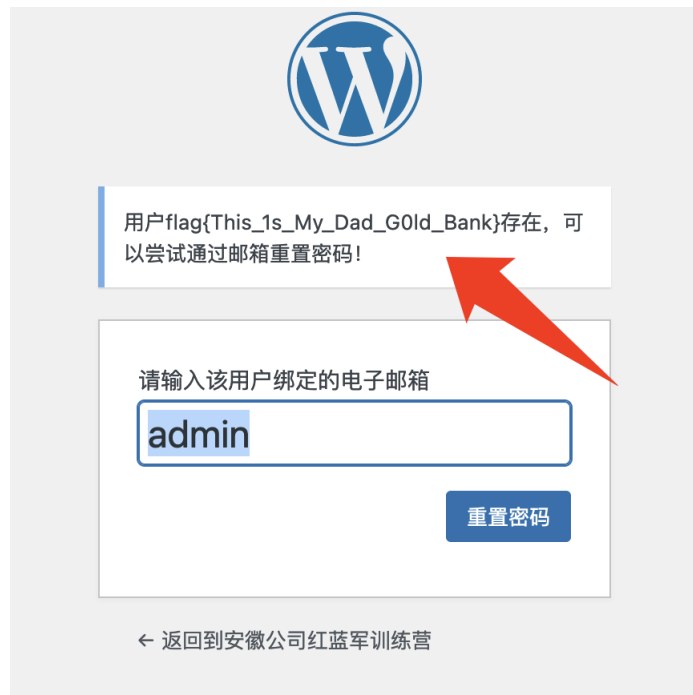 用户flag{This_1s_My_Dad_G0ld_Bank}存在，可
以尝试通过邮箱重置密码！
请输入该用户绑定的电子邮箱
admin
重置密码
← 返回到安徽公司红蓝军训练营